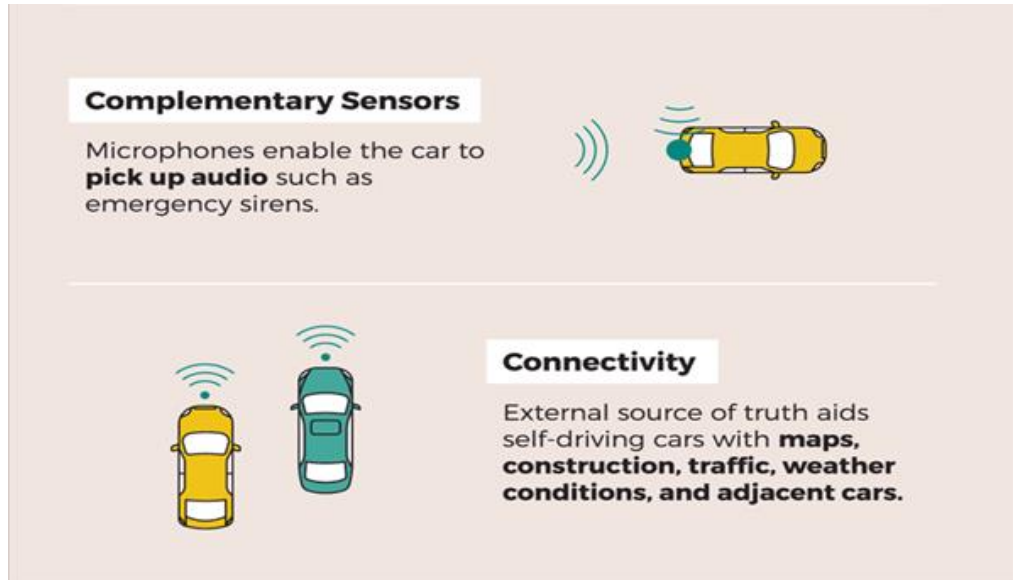 Complementary Sensors
Microphones enable the car to
pick up audio such as
emergency sirens.
Connectivity
External source of truth aids
self-driving cars with maps,
construction, traffic, weather
conditions, and adjacent cars.